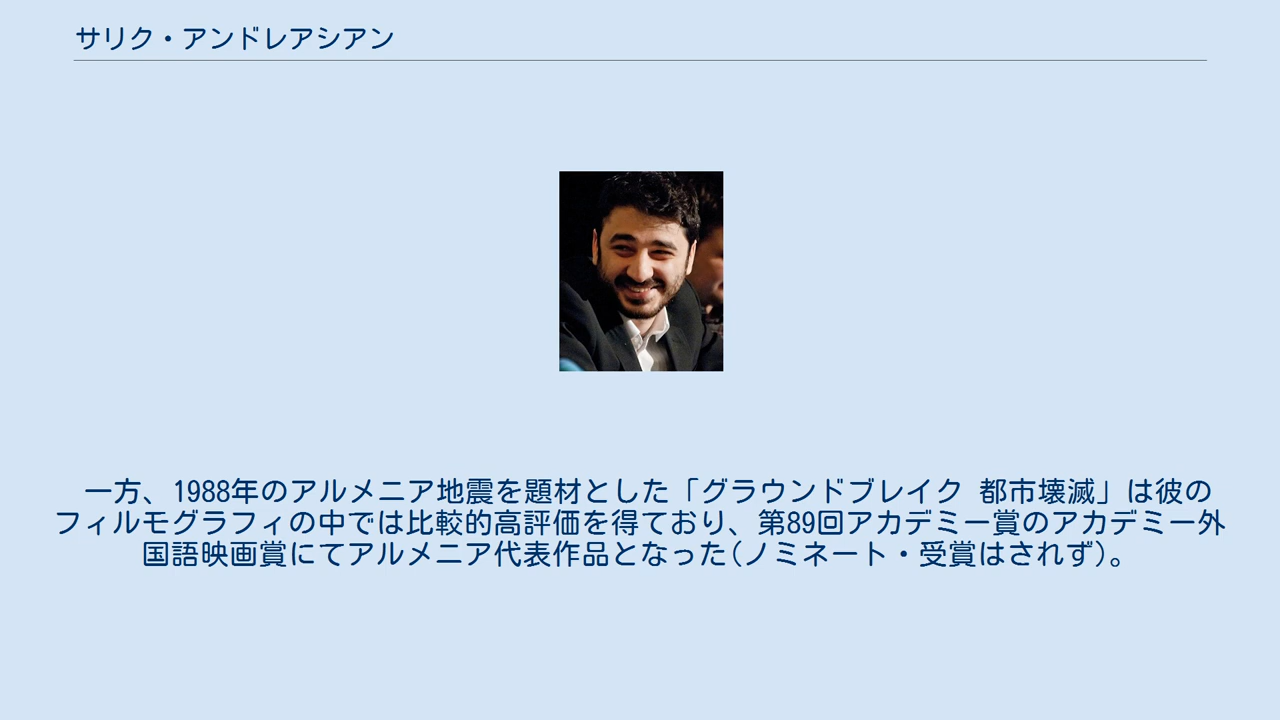 サリク・アンドレアシアン
一方、1988年のアルメニア地震を題材とした「グラウンドブレイク 都市壊滅」は彼の
フィルモグラフィの中では比較的高評価を得ており、第89回アカデミー賞のアカデミー外
国語映画賞にてアルメニア代表作品となった(ノミネート・受賞はされず)。